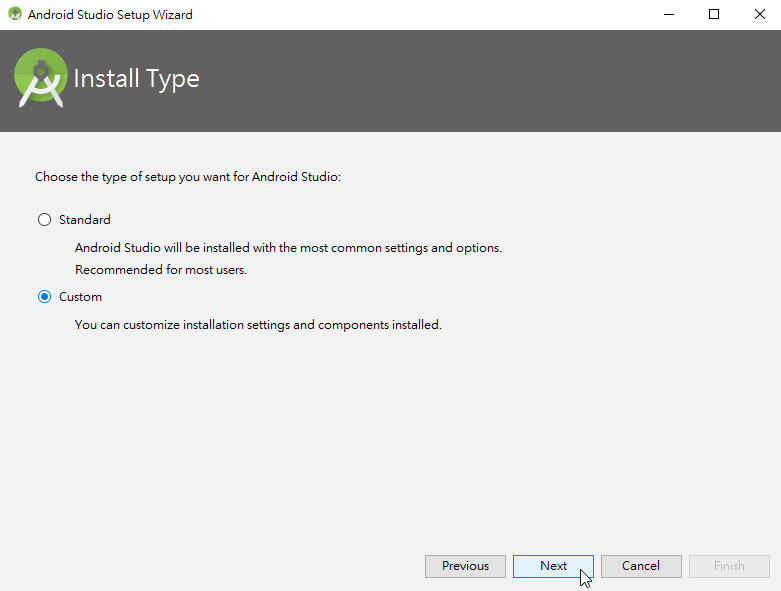 Android Studio Setup Wizard
Install Type
Choose the type of setup you want for Android Studio:
Standard
Android Studio will be installed with the most common settings and options.
Recommended for most users.
Custom
You can customize installation settings and components installed.
Previous
Next
Cancel
Finish